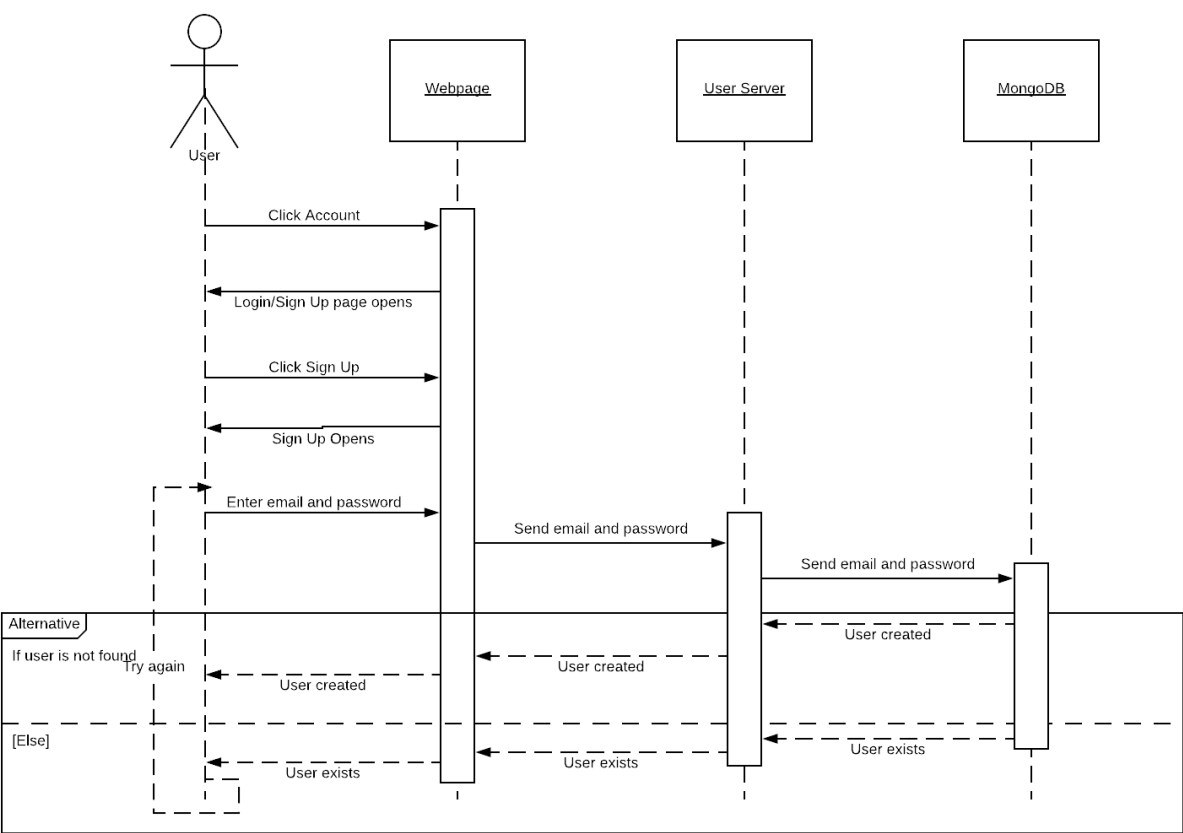 Webpage
User Server
MongoDB
User
Click Account
Login/Sign Up page opens
Click Sign Up
Sign Up Opens
Enter email and password
Send email and password
Send email and password
Alternative
User created
If user is not found
Try again
User created
User created
[Else]
User exists
User exists
User exists